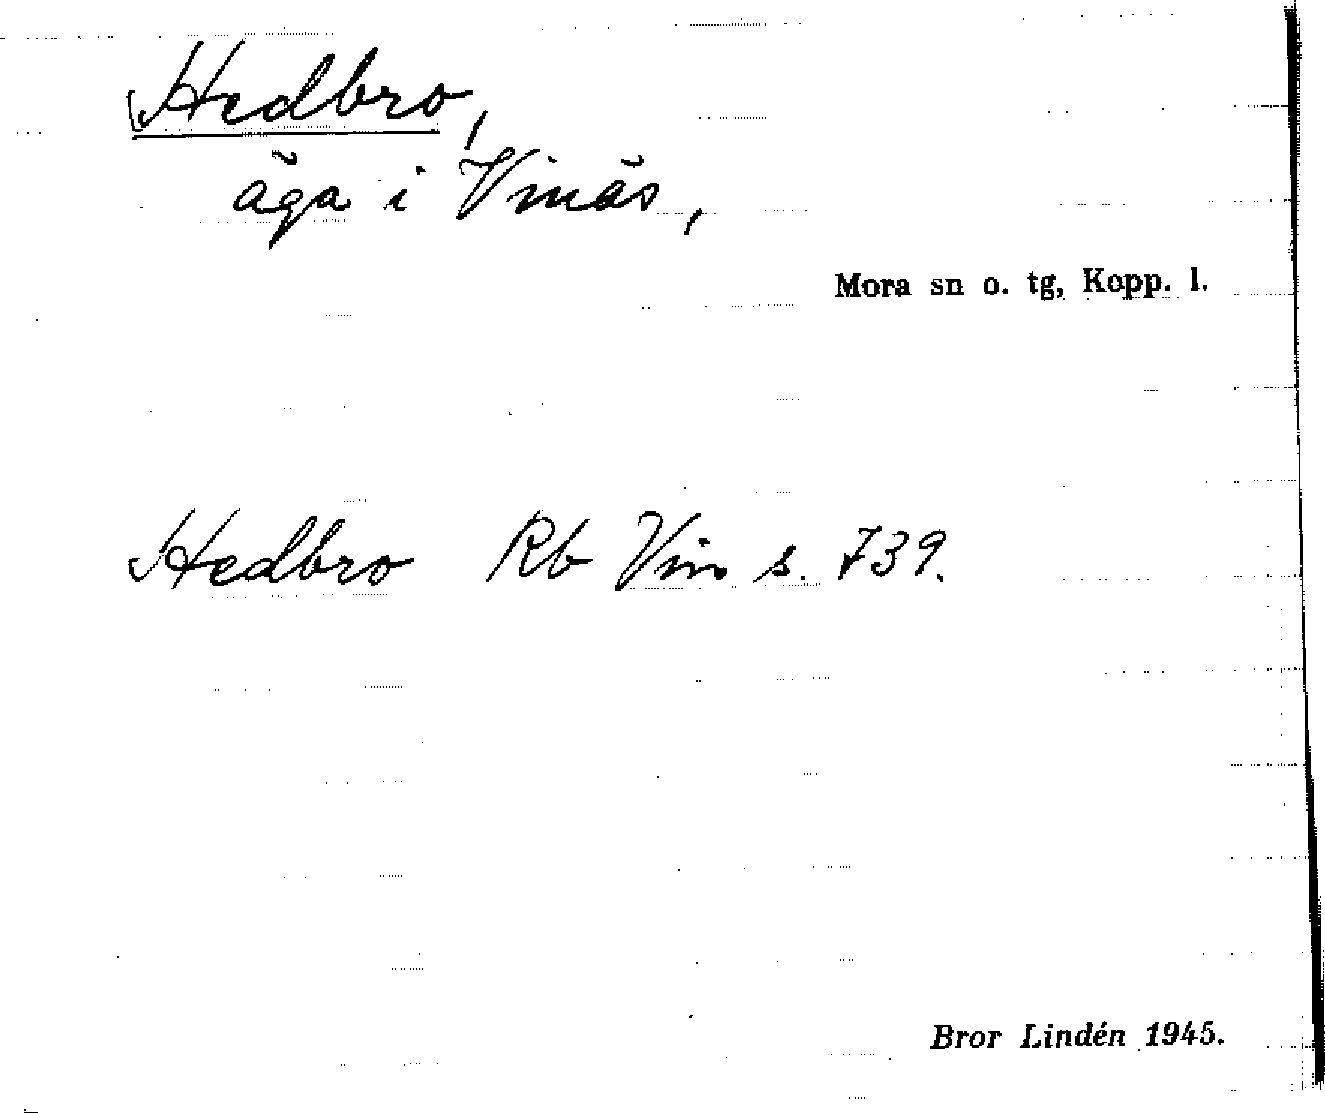 Hedbro,
äga i Vinäs,
Mora sn o. tg, Kopp. l.
Hedbro Rb Vin s. 739.
Bror Lindén 1945.